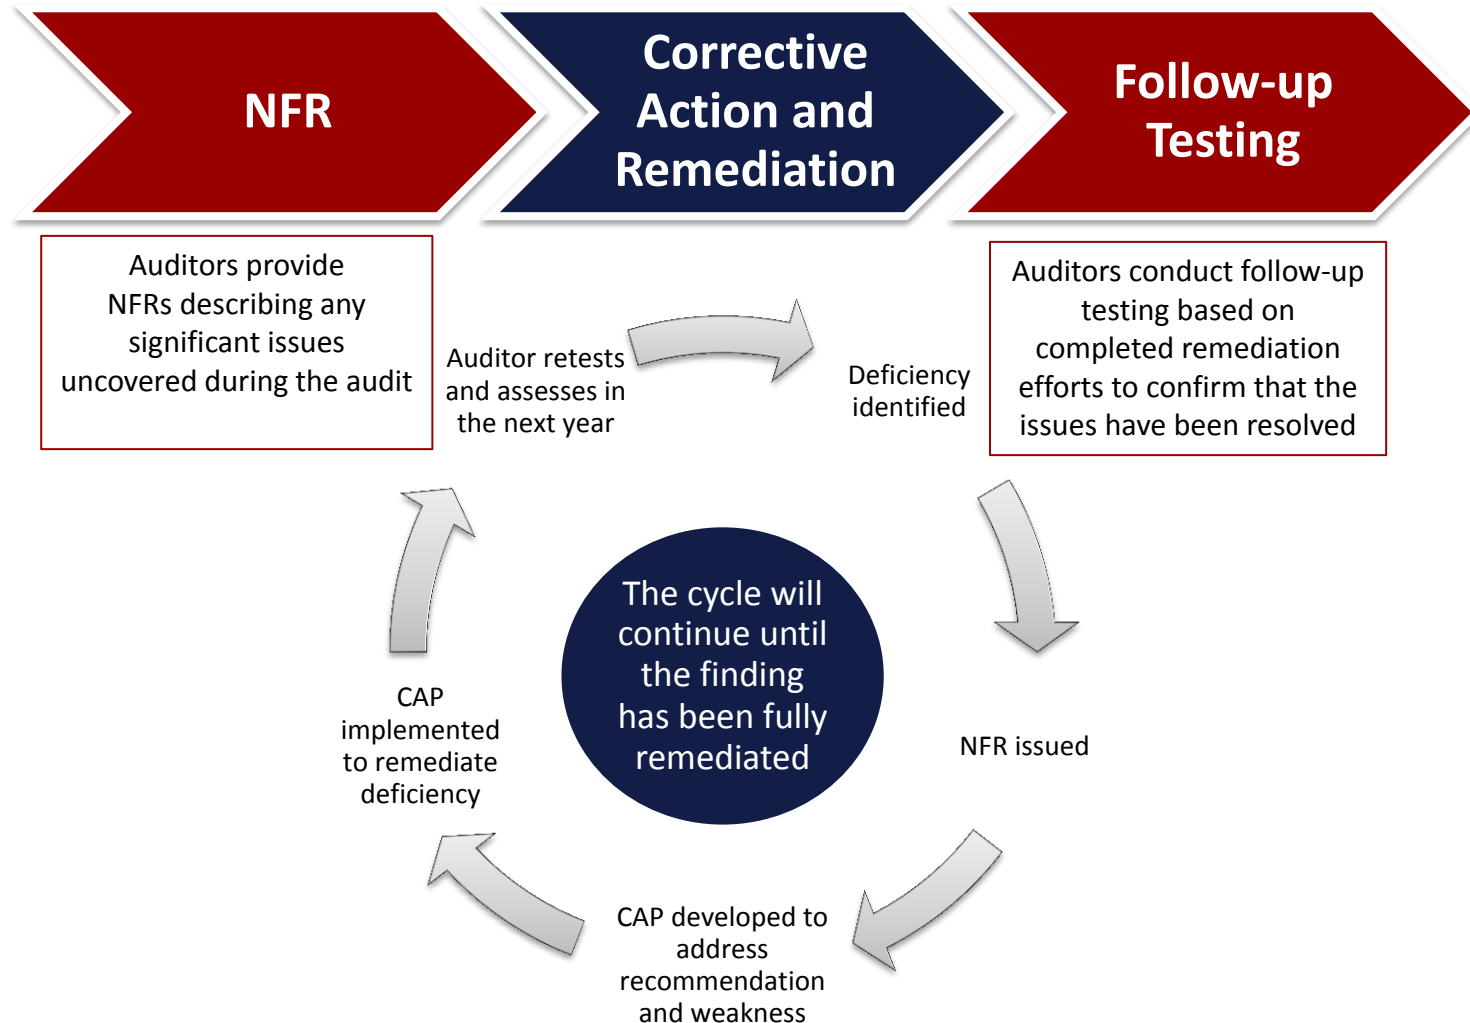 NFR
Corrective
Action and
Remediation
Follow-up
Testing
Auditors provide
NFRs describing any
significant issues
uncovered during the audit
Auditors conduct follow-up
testing based on
completed remediation
efforts to confirm that the
issues have been resolved
Auditor retests
and assesses in
the next year
Deficiency
identified
NFR issued
CAP developed to
address
recommendation
and weakness
CAP
implemented
to remediate
deficiency
The cycle will
continue until
the finding
has been fully
remediated